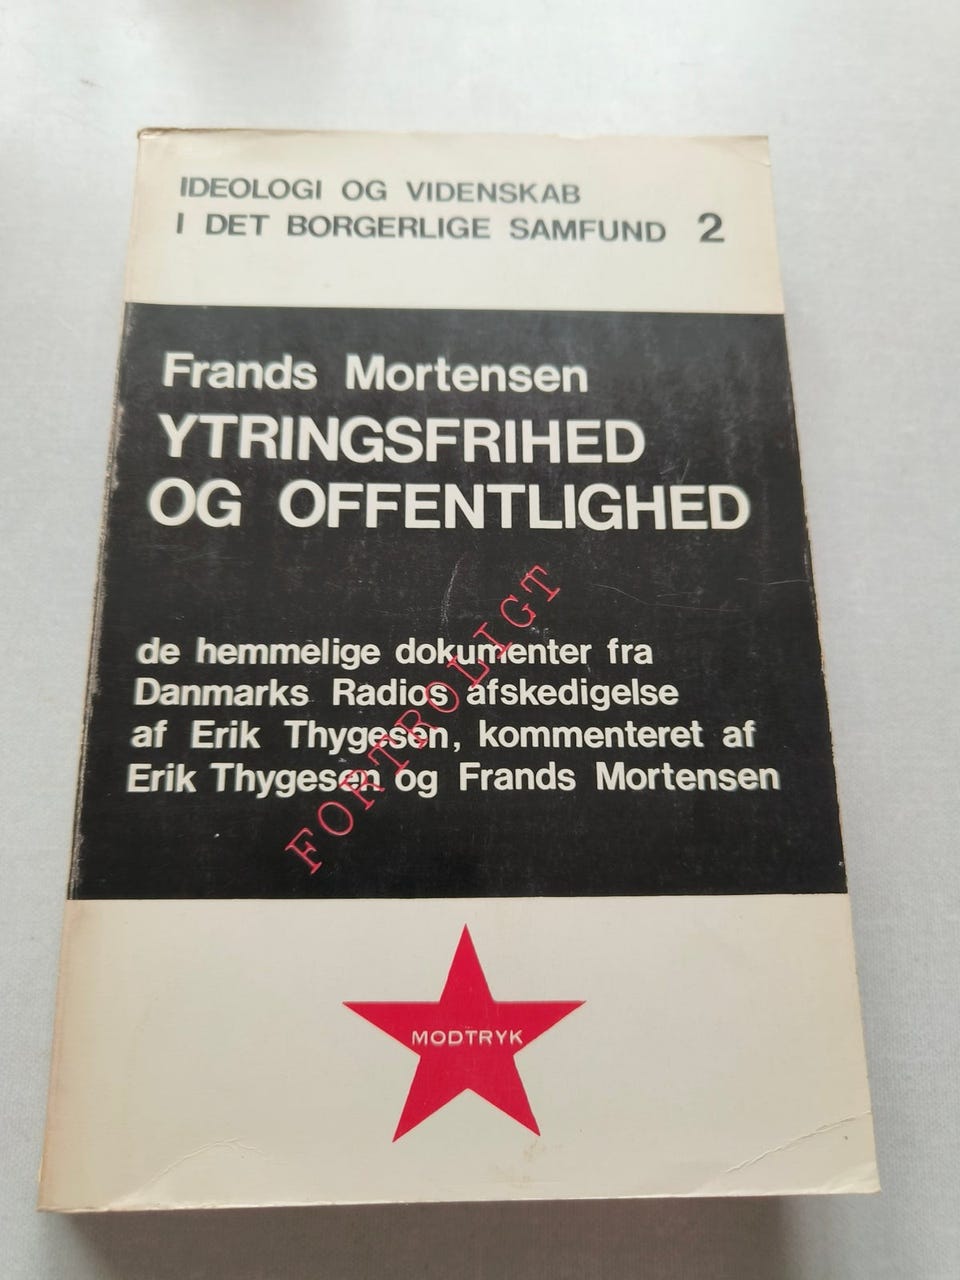 IDEOLOGI OG VIDENSKAB
I DET BORGERLIGE SAMFUND 2
Frands Mortensen
YTRINGSFRIHED
OG OFFENTLIGHED
de hemmelige dokumenter fra
Danmarks Radios afskedigelse
af Erik Thygesen, kommenteret af
Erik Thygesen og Frands Mortensen
FORTROLIGT
MODTRYK